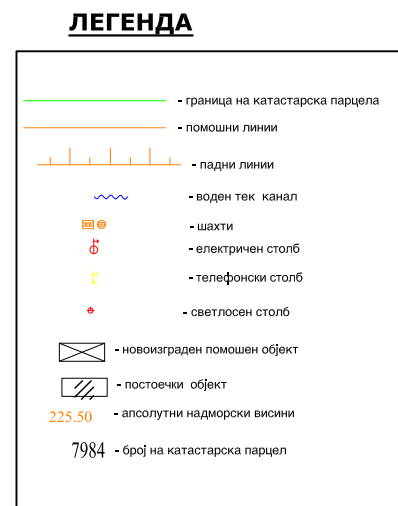 ЛЕГЕНДА
- граница на катастарска парцела
- помошни линии
- падни линии
- воден тек канал
- шахти
- електричен столб
- телефонски столб
- светлосен столб
- новоизграден помошен објект
- постоечки објект
225.50 - апсолутни надморски висини
7984 - број на катастарска парцел